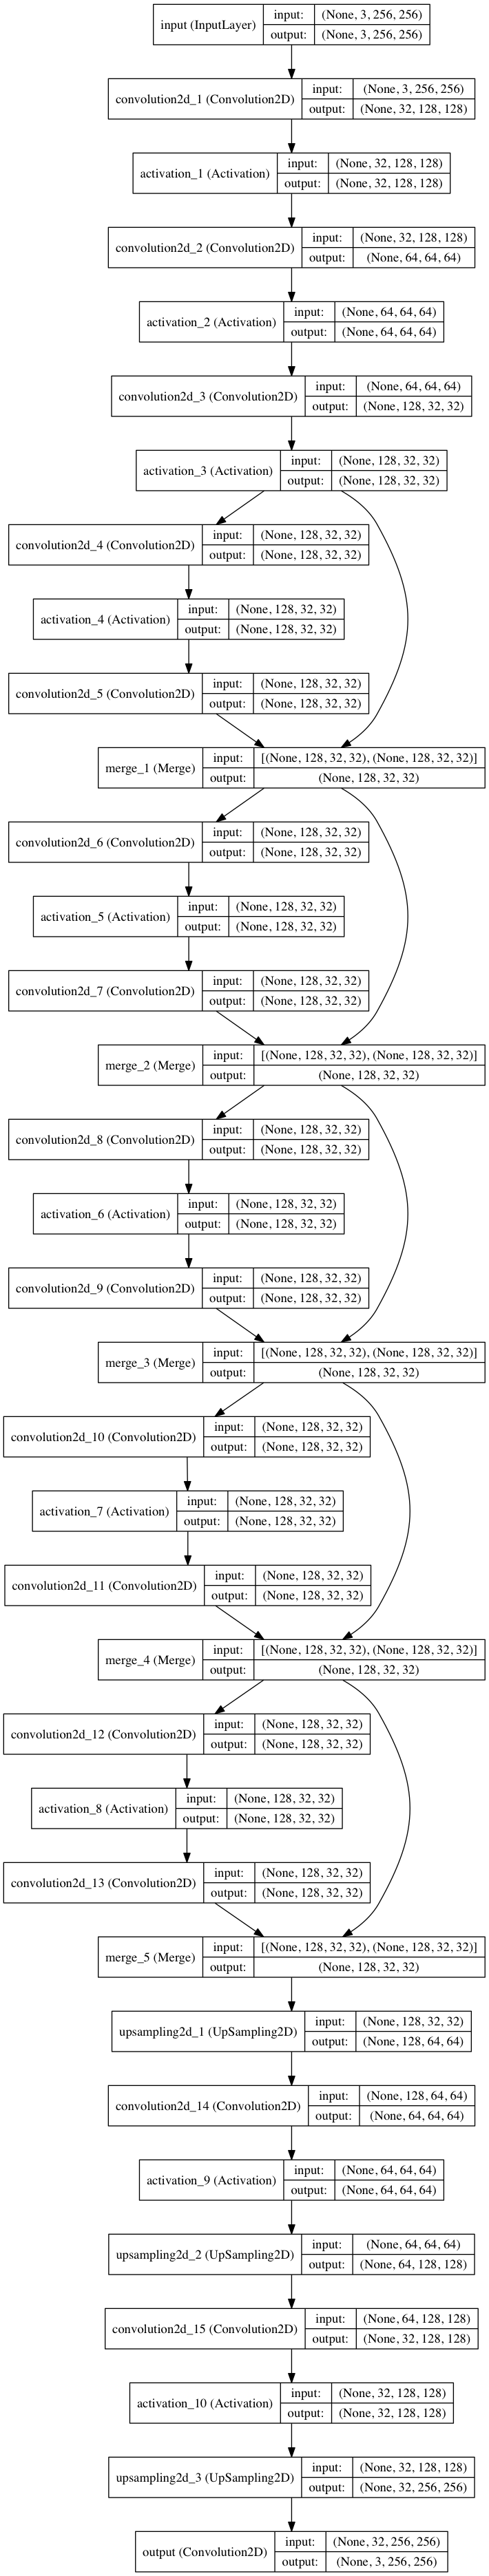 input (InputLayer) input: (None, 3, 256, 256)
output: (None, 3, 256, 256)
convolution2d_1 (Convolution2D) input: (None, 3, 256, 256)
output: (None, 32, 128, 128)
activation_1 (Activation) input: (None, 32, 128, 128)
output: (None, 32, 128, 128)
convolution2d_2 (Convolution2D) input: (None, 32, 128, 128)
output: (None, 64, 64, 64)
activation_2 (Activation) input: (None, 64, 64, 64)
output: (None, 64, 64, 64)
convolution2d_3 (Convolution2D) input: (None, 64, 64, 64)
output: (None, 128, 32, 32)
activation_3 (Activation) input: (None, 128, 32, 32)
output: (None, 128, 32, 32)
convolution2d_4 (Convolution2D) input: (None, 128, 32, 32)
output: (None, 128, 32, 32)
activation_4 (Activation) input: (None, 128, 32, 32)
output: (None, 128, 32, 32)
convolution2d_5 (Convolution2D) input: (None, 128, 32, 32)
output: (None, 128, 32, 32)
merge_1 (Merge) input: [(None, 128, 32, 32), (None, 128, 32, 32)]
output: (None, 128, 32, 32)
convolution2d_6 (Convolution2D) input: (None, 128, 32, 32)
output: (None, 128, 32, 32)
activation_5 (Activation) input: (None, 128, 32, 32)
output: (None, 128, 32, 32)
convolution2d_7 (Convolution2D) input: (None, 128, 32, 32)
output: (None, 128, 32, 32)
merge_2 (Merge) input: [(None, 128, 32, 32), (None, 128, 32, 32)]
output: (None, 128, 32, 32)
convolution2d_8 (Convolution2D) input: (None, 128, 32, 32)
output: (None, 128, 32, 32)
activation_6 (Activation) input: (None, 128, 32, 32)
output: (None, 128, 32, 32)
convolution2d_9 (Convolution2D) input: (None, 128, 32, 32)
output: (None, 128, 32, 32)
merge_3 (Merge) input: [(None, 128, 32, 32), (None, 128, 32, 32)]
output: (None, 128, 32, 32)
convolution2d_10 (Convolution2D) input: (None, 128, 32, 32)
output: (None, 128, 32, 32)
activation_7 (Activation) input: (None, 128, 32, 32)
output: (None, 128, 32, 32)
convolution2d_11 (Convolution2D) input: (None, 128, 32, 32)
output: (None, 128, 32, 32)
merge_4 (Merge) input: [(None, 128, 32, 32), (None, 128, 32, 32)]
output: (None, 128, 32, 32)
convolution2d_12 (Convolution2D) input: (None, 128, 32, 32)
output: (None, 128, 32, 32)
activation_8 (Activation) input: (None, 128, 32, 32)
output: (None, 128, 32, 32)
convolution2d_13 (Convolution2D) input: (None, 128, 32, 32)
output: (None, 128, 32, 32)
merge_5 (Merge) input: [(None, 128, 32, 32), (None, 128, 32, 32)]
output: (None, 128, 32, 32)
upsampling2d_1 (UpSampling2D) input: (None, 128, 32, 32)
output: (None, 128, 64, 64)
convolution2d_14 (Convolution2D) input: (None, 128, 64, 64)
output: (None, 64, 64, 64)
activation_9 (Activation) input: (None, 64, 64, 64)
output: (None, 64, 64, 64)
upsampling2d_2 (UpSampling2D) input: (None, 64, 64, 64)
output: (None, 64, 128, 128)
convolution2d_15 (Convolution2D) input: (None, 64, 128, 128)
output: (None, 32, 128, 128)
activation_10 (Activation) input: (None, 32, 128, 128)
output: (None, 32, 128, 128)
upsampling2d_3 (UpSampling2D) input: (None, 32, 128, 128)
output: (None, 32, 256, 256)
output (Convolution2D) input: (None, 32, 256, 256)
output: (None, 3, 256, 256)